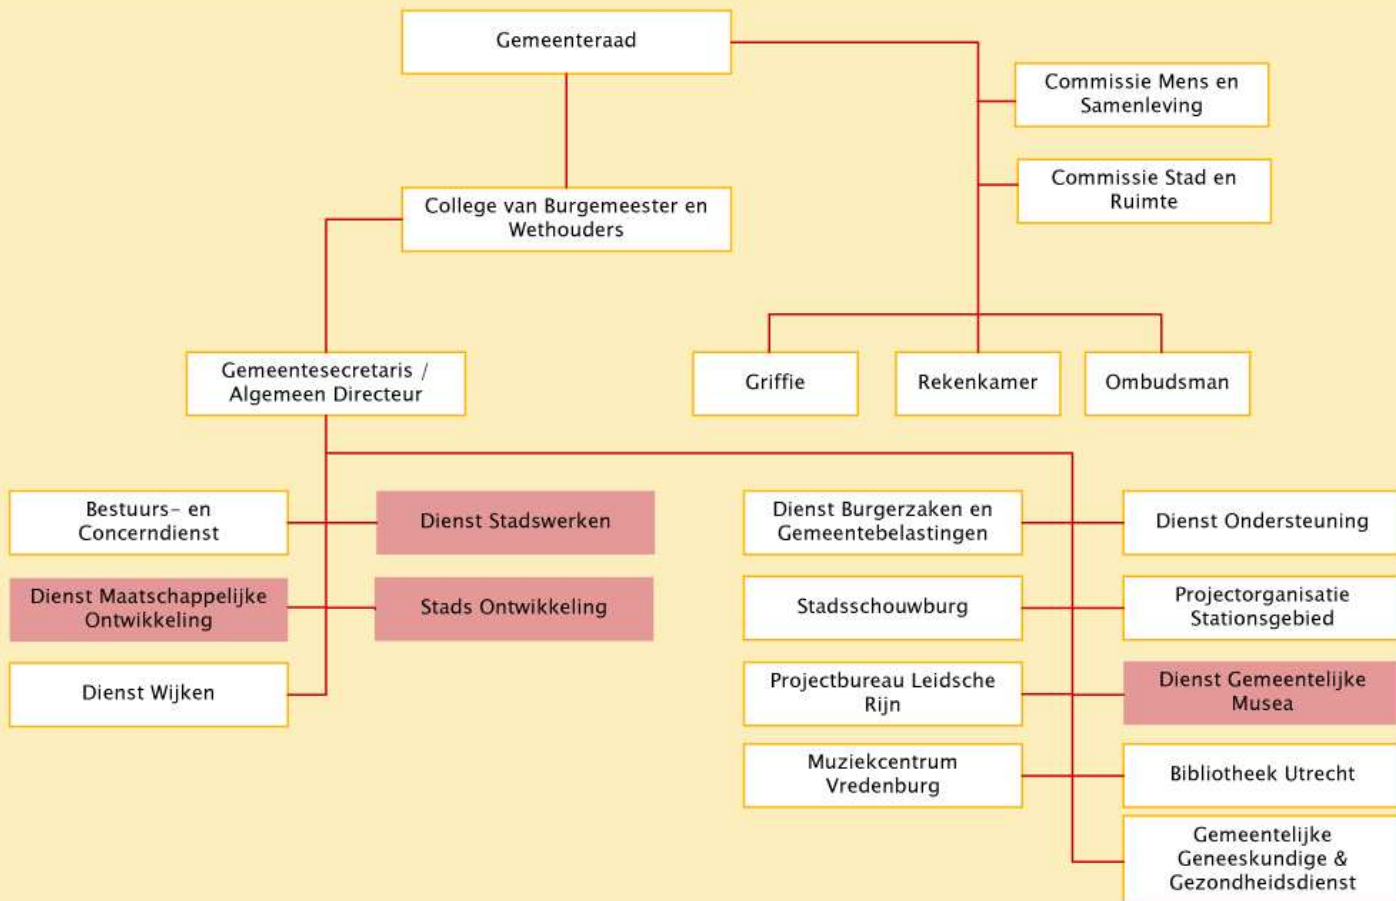 Gemeenteraad
Commissie Mens en
Samenleving
Commissie Stad en
Ruimte
College van Burgemeester en
Wethouders
Gemeentesecretaris /
Algemeen Directeur
Griffie
Rekenkamer
Ombudsman
Bestuurs- en
Concerndienst
Dienst Stadswerken
Dienst Maatschappelijke
Ontwikkeling
Stads Ontwikkeling
Dienst Wijken
Dienst Burgerzaken en
Gemeentebelastingen
Dienst Ondersteuning
Stadsschouwburg
Projectorganisatie
Stationsgebied
Projectbureau Leidsche
Rijn
Dienst Gemeentelijke
Musea
Muziekcentrum
Vredenburg
Bibliotheek Utrecht
Gemeentelijke
Geneeskundige &
Gezondheidsdienst